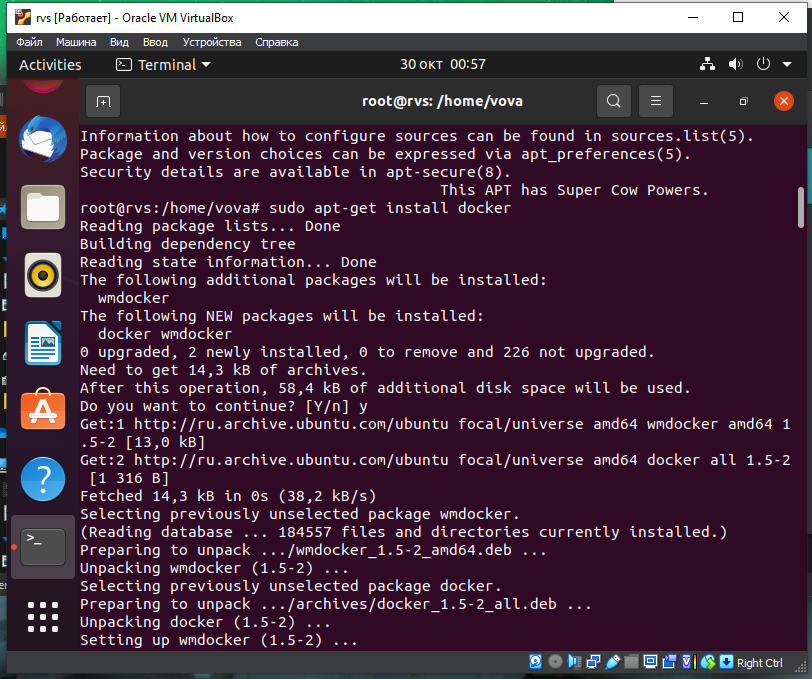 rvs [Работает] - Oracle VM VirtualBox
Файл Машина Вид Ввод Устройства Справка
Activities Terminal 30 окт 00:57
root@rvs: /home/vova
Information about how to configure sources can be found in sources.list(5).
Package and version choices can be expressed via apt_preferences(5).
Security details are available in apt-secure(8).
This APT has Super Cow Powers.
root@rvs:/home/vova# sudo apt-get install docker
Reading package lists... Done
Building dependency tree
Reading state information... Done
The following additional packages will be installed:
wmdocker
The following NEW packages will be installed:
docker wmdocker
0 upgraded, 2 newly installed, 0 to remove and 226 not upgraded.
Need to get 14,3 kB of archives.
After this operation, 58,4 kB of additional disk space will be used.
Do you want to continue? [Y/n] y
Get:1 http://ru.archive.ubuntu.com/ubuntu focal/universe amd64 wmdocker amd64 1
.5-2 [13,0 kB]
Get:2 http://ru.archive.ubuntu.com/ubuntu focal/universe amd64 docker all 1.5-2
[1 316 B]
Fetched 14,3 kB in 0s (38,2 kB/s)
Selecting previously unselected package wmdocker.
(Reading database ... 184557 files and directories currently installed.)
Preparing to unpack .../wmdocker_1.5-2_amd64.deb ...
Unpacking wmdocker (1.5-2) ...
Selecting previously unselected package docker.
Preparing to unpack .../archives/docker_1.5-2_all.deb ...
Unpacking docker (1.5-2) ...
Setting up wmdocker (1.5-2) ...
Right Ctrl